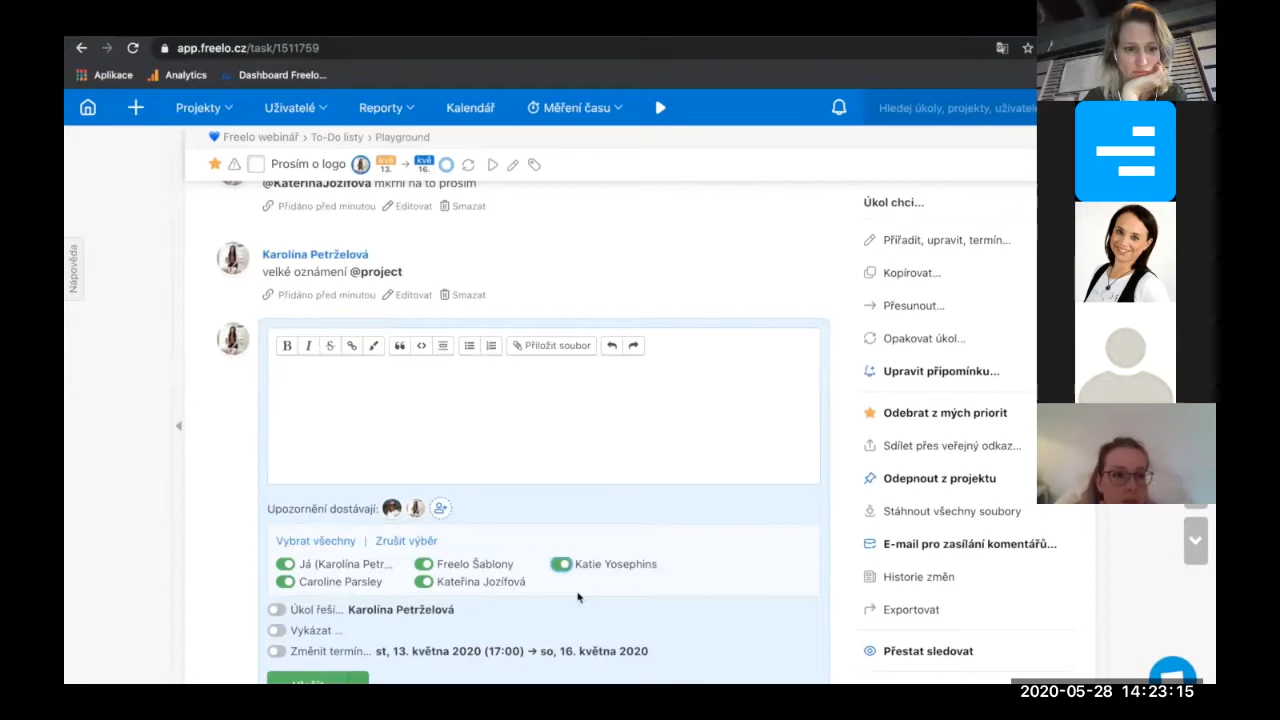 app.freelo.cz/task/1511759
Aplikace Analytics Dashboard Freelo...
Projekty Uživatelé Reporty Kalendář Měření času Hledej úkoly, projekty, uživatele
Freelo webinář › To-Do listy › Playground
Prosím o logo kvě 13. → kvě 16.
@KateřinaJozífová mkrni na to prosím
Přidáno před minutou Editovat Smazat
Karolína Petrželová
velké oznámení @project
Přidáno před minutou Editovat Smazat
B I S Přiložit soubor
Upozornění dostávají:
Vybrat všechny | Zrušit výběr
Já (Karolína Petr... Freelo Šablony Katie Yosephins
Caroline Parsley Kateřina Jozífová
Úkol řeší... Karolína Petrželová
Vykázat ...
Změnit termín... st, 13. května 2020 (17:00) → so, 16. května 2020
Nápověda
Úkol chci...
Přiřadit, upravit, termín...
Kopírovat...
Přesunout...
Opakovat úkol...
Upravit připomínku...
Odebrat z mých priorit
Sdílet přes veřejný odkaz...
Odepnout z projektu
Stáhnout všechny soubory
E-mail pro zasílání komentářů...
Historie změn
Exportovat
Přestat sledovat
2020-05-28 14:23:15